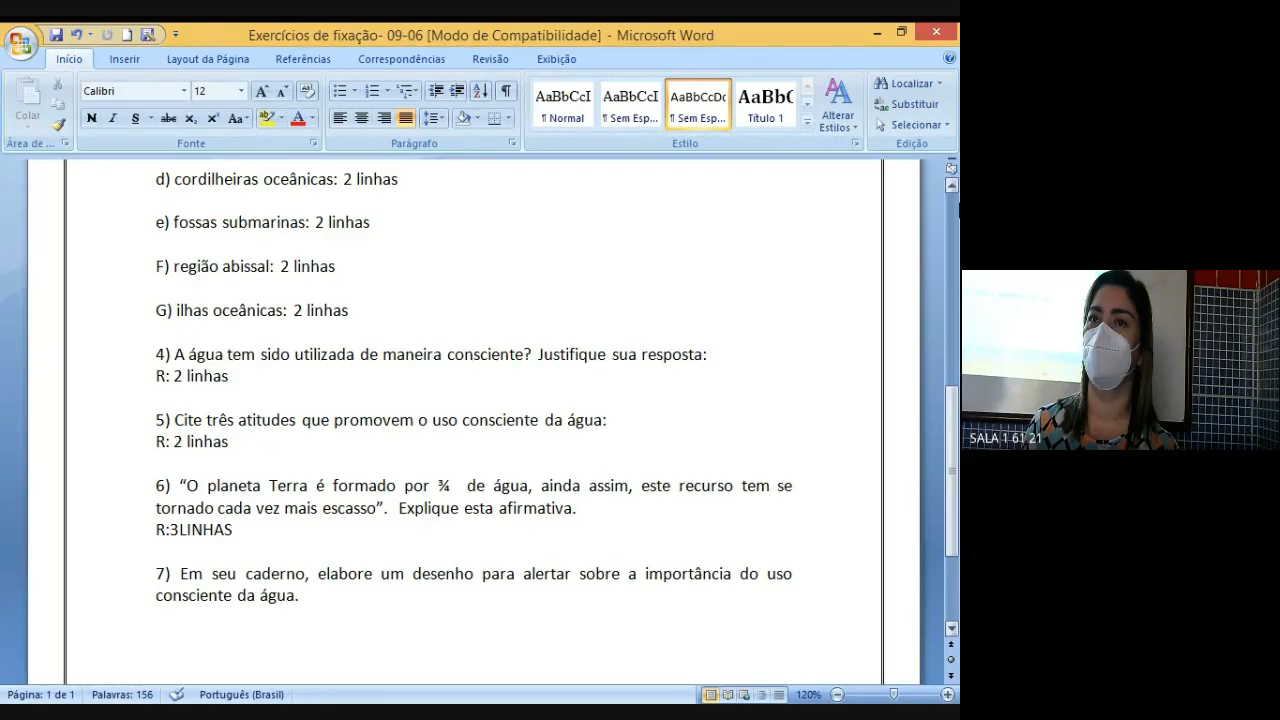 Exercícios de fixação- 09-06 [Modo de Compatibilidade] - Microsoft Word
Início Inserir Layout da Página Referências Correspondências Revisão Exibição
Colar
Calibri 12
N I S abc x₂ x² Aa A
AaBbCcI AaBbCcI AaBbCcDc AaBbC
¶ Normal ¶ Sem Esp... ¶ Sem Esp... Título 1
Alterar Estilos
Localizar
Substituir
Selecionar
Área de ... Fonte Parágrafo Estilo Edição
d) cordilheiras oceânicas: 2 linhas
e) fossas submarinas: 2 linhas
F) região abissal: 2 linhas
G) ilhas oceânicas: 2 linhas
4) A água tem sido utilizada de maneira consciente? Justifique sua resposta:
R: 2 linhas
5) Cite três atitudes que promovem o uso consciente da água:
R: 2 linhas
6) “O planeta Terra é formado por ¾ de água, ainda assim, este recurso tem se
tornado cada vez mais escasso”. Explique esta afirmativa.
R:3LINHAS
7) Em seu caderno, elabore um desenho para alertar sobre a importância do uso
consciente da água.
SALA 1 61 21
Página: 1 de 1 Palavras: 156 Português (Brasil) 120%